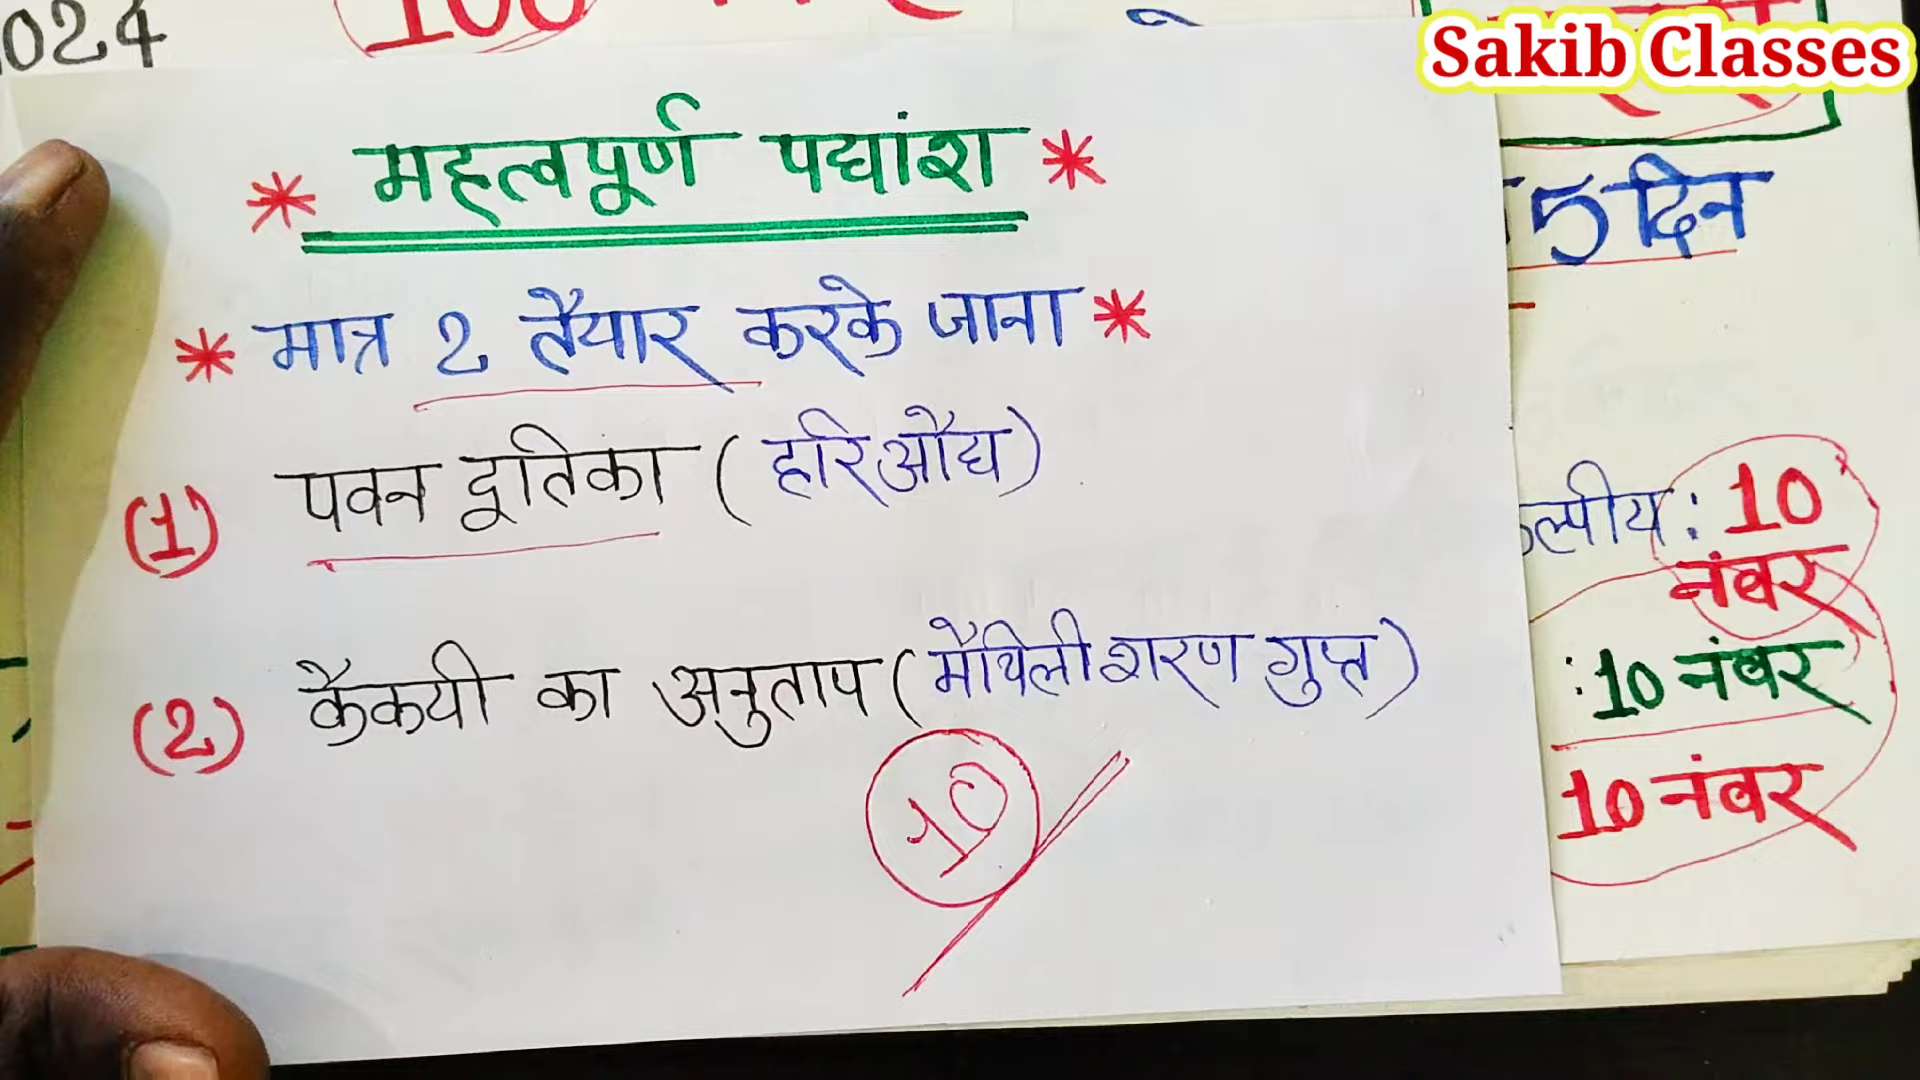 2024
100
Sakib Classes
* महत्वपूर्ण पद्यांश *
5 दिन
* मात्र 2 तैयार करके जाना *
(1) पवन दूतिका (हरिऔध)
: 10
नंबर
(2) कैकयी का अनुताप (मैथिलीशरण गुप्त)
: 10 नंबर
10
10 नंबर